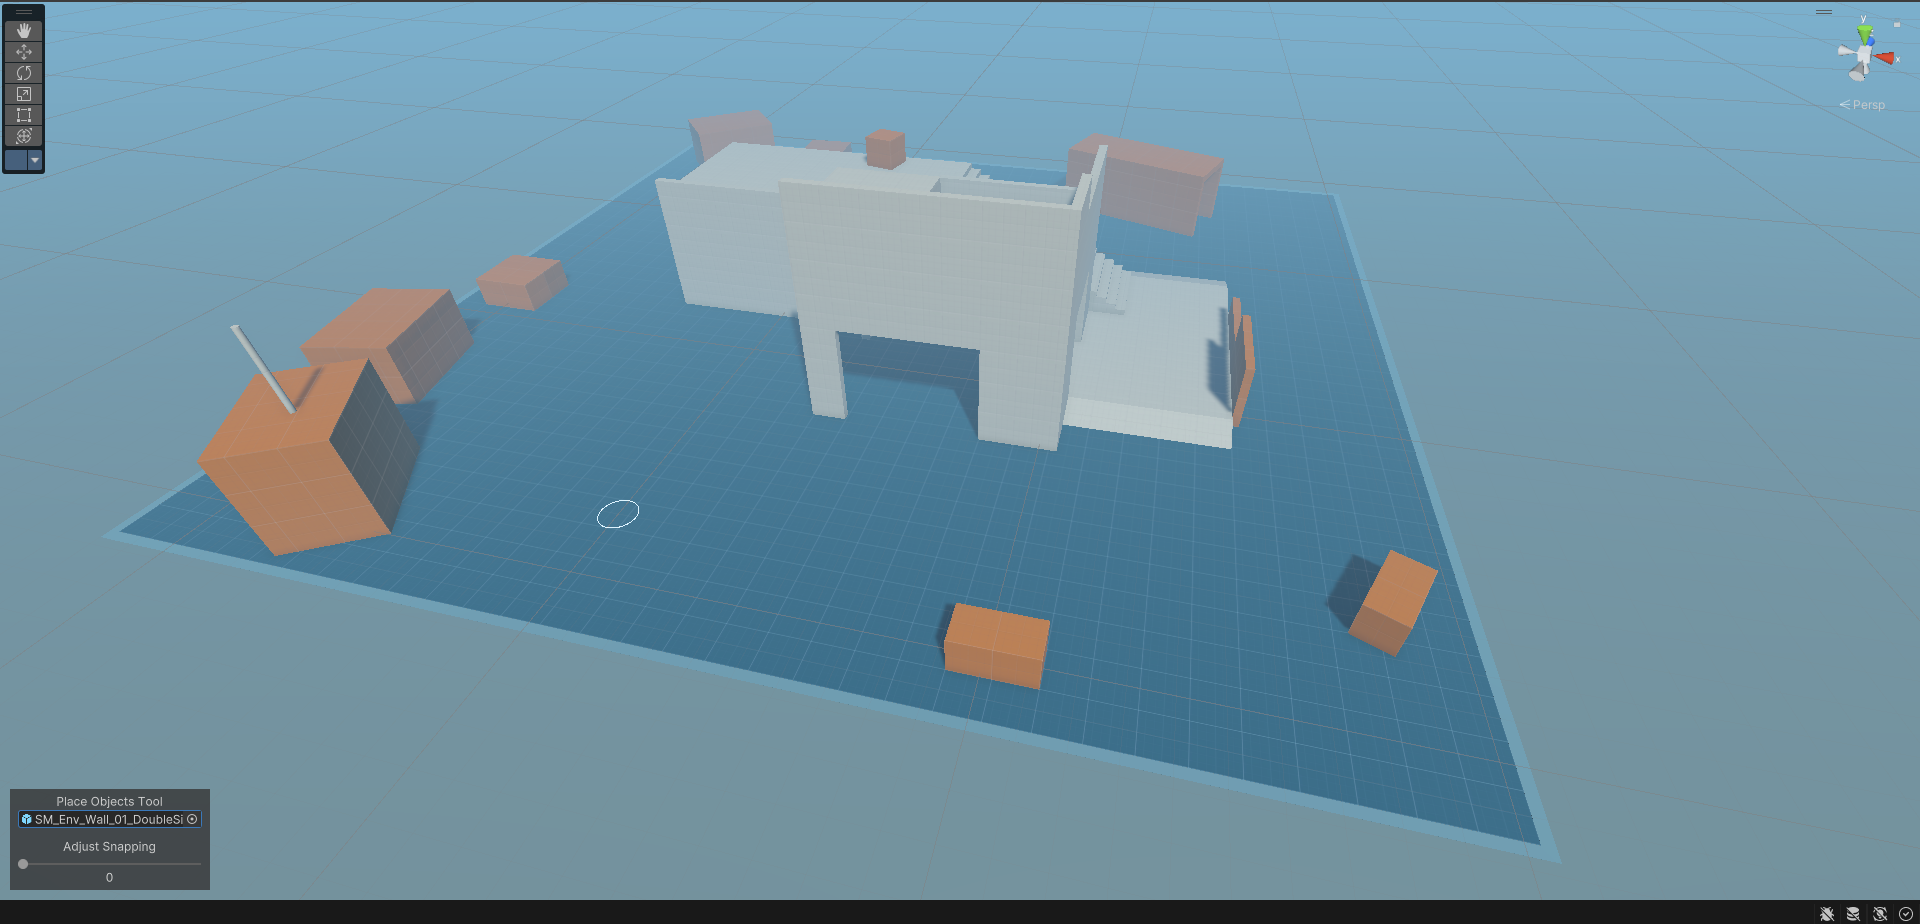 y
x
Persp
Place Objects Tool
SM_Env_Wall_01_DoubleSi
Adjust Snapping
0